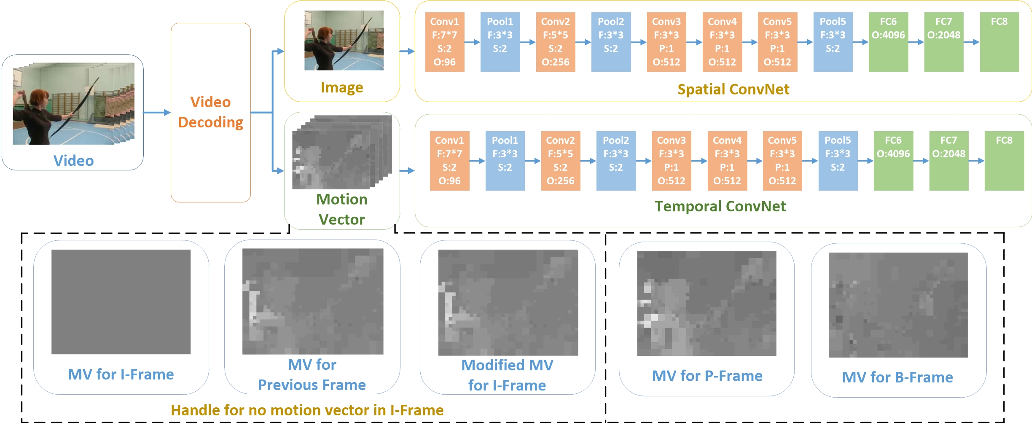 Video
Video
Decoding
Image
Conv1
F:7*7
S:2
O:96
Pool1
F:3*3
S:2
Conv2
F:5*5
S:2
O:256
Pool2
F:3*3
S:2
Conv3
F:3*3
P:1
O:512
Conv4
F:3*3
P:1
O:512
Conv5
F:3*3
P:1
O:512
Pool5
F:3*3
S:2
FC6
O:4096
FC7
O:2048
FC8
Spatial ConvNet
Motion
Vector
Conv1
F:7*7
S:2
O:96
Pool1
F:3*3
S:2
Conv2
F:5*5
S:2
O:256
Pool2
F:3*3
S:2
Conv3
F:3*3
P:1
O:512
Conv4
F:3*3
P:1
O:512
Conv5
F:3*3
P:1
O:512
Pool5
F:3*3
S:2
FC6
O:4096
FC7
O:2048
FC8
Temporal ConvNet
MV for I-Frame
MV for
Previous Frame
Modified MV
for I-Frame
Handle for no motion vector in I-Frame
MV for P-Frame
MV for B-Frame